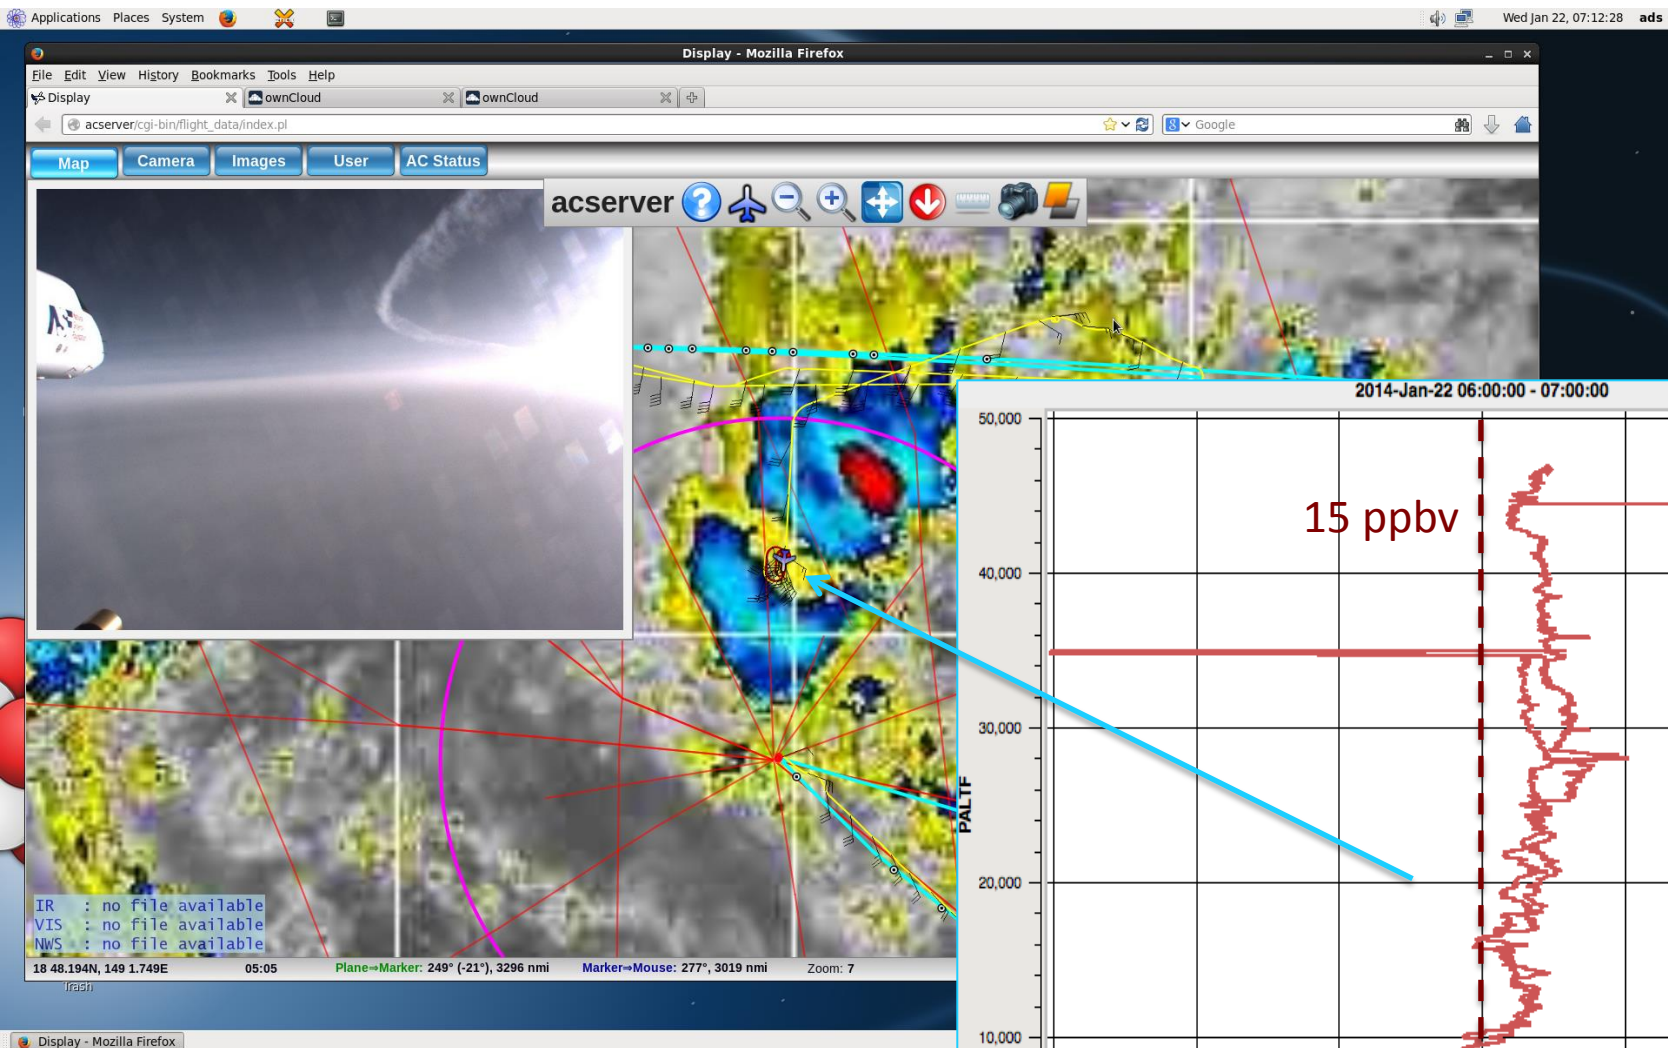 Applications Places System
Wed Jan 22, 07:12:28 ads
Display - Mozilla Firefox
File Edit View History Bookmarks Tools Help
Display
ownCloud
ownCloud
acserver/cgi-bin/flight_data/index.pl
Google
Map Camera Images User AC Status
acserver
2014-Jan-22 06:00:00 - 07:00:00
50,000
15 ppbv
40,000
30,000
PALTF
20,000
10,000
IR : no file available
VIS : no file available
NWS : no file available
18 48.194N, 149 1.749E 05:05 Plane⇒Marker: 249° (-21°), 3296 nmi Marker⇒Mouse: 277°, 3019 nmi Zoom: 7
Trash
Display - Mozilla Firefox